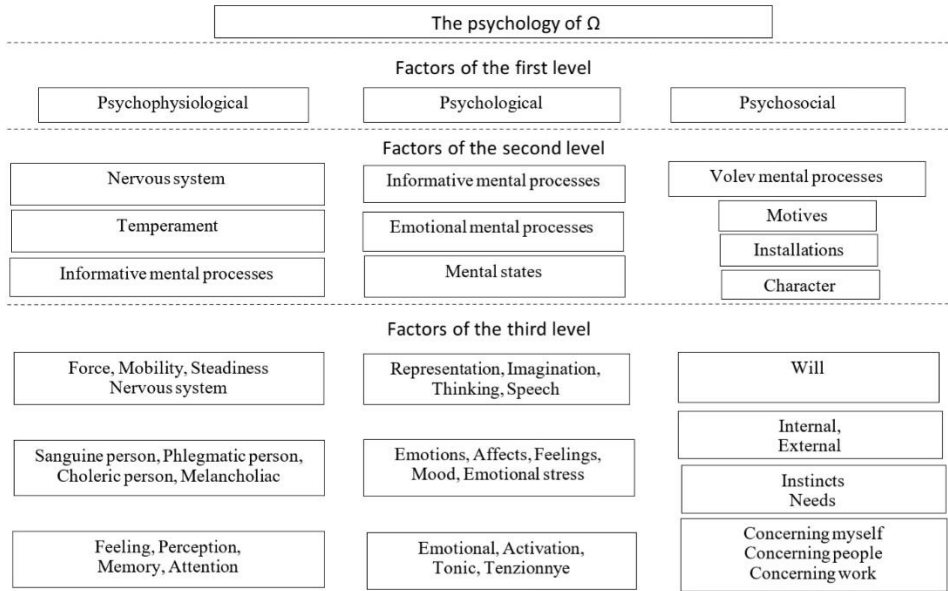 The psychology of Ω
Factors of the first level
Psychophysiological
Psychological
Psychosocial
Factors of the second level
Nervous system
Informative mental processes
Volev mental processes
Temperament
Emotional mental processes
Motives
Installations
Informative mental processes
Mental states
Character
Factors of the third level
Force, Mobility, Steadiness
Nervous system
Representation, Imagination,
Thinking, Speech
Will
Sanguine person, Phlegmatic person,
Choleric person, Melancholiac
Emotions, Affects, Feelings,
Mood, Emotional stress
Internal,
External
Instincts
Needs
Feeling, Perception,
Memory, Attention
Emotional, Activation,
Tonic, Tenzionnye
Concerning myself
Concerning people
Concerning work